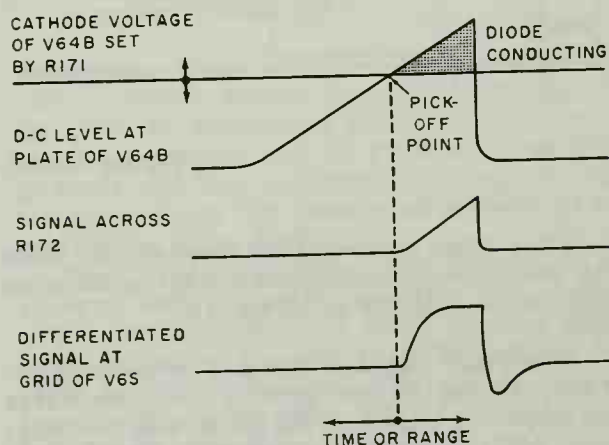 CATHODE VOLTAGE
OF V64B SET
BY R171
DIODE
CONDUCTING
PICK-
OFF
POINT
D-C LEVEL AT
PLATE OF V64B
SIGNAL ACROSS
R172
DIFFERENTIATED
SIGNAL AT
GRID OF V6S
TIME OR RANGE